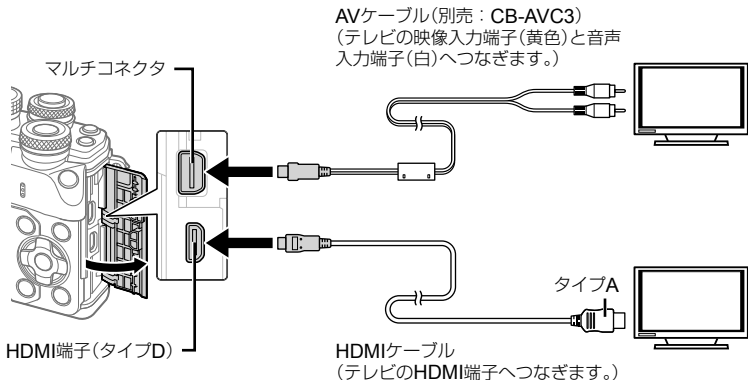 AVケーブル(別売：CB-AVC3)
(テレビの映像入力端子(黄色)と音声
入力端子(白)へつなぎます。)
マルチコネクタ
タイプA
HDMI端子(タイプD)
HDMIケーブル
(テレビのHDMI端子へつなぎます。)